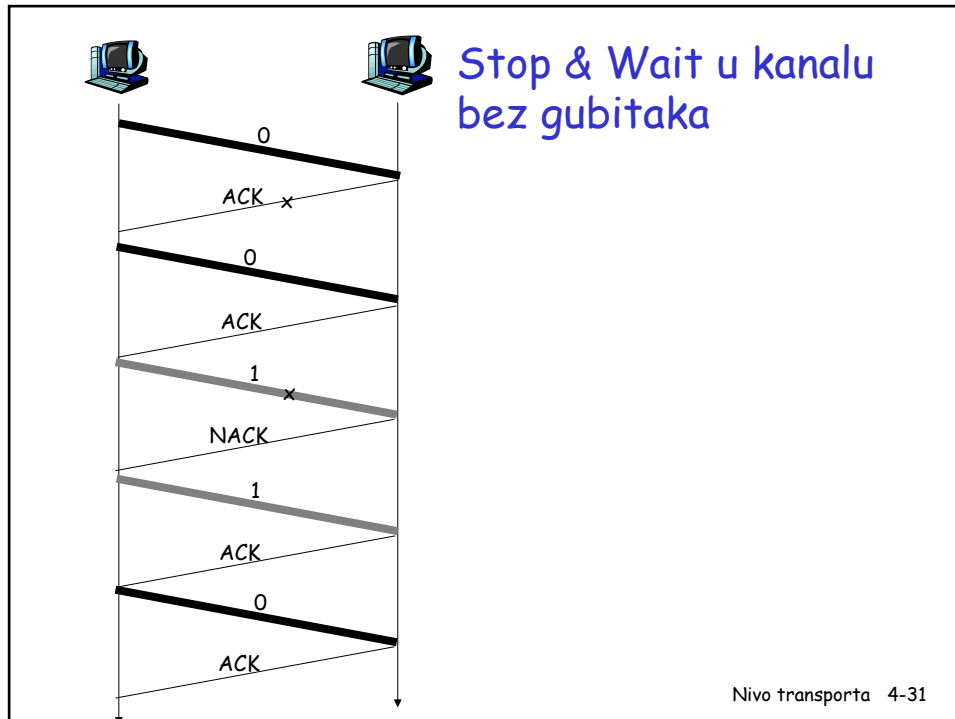 Stop & Wait u kanalu
bez gubitaka
0
ACK x
0
ACK
1
x
NACK
1
ACK
0
ACK
Nivo transporta 4-31